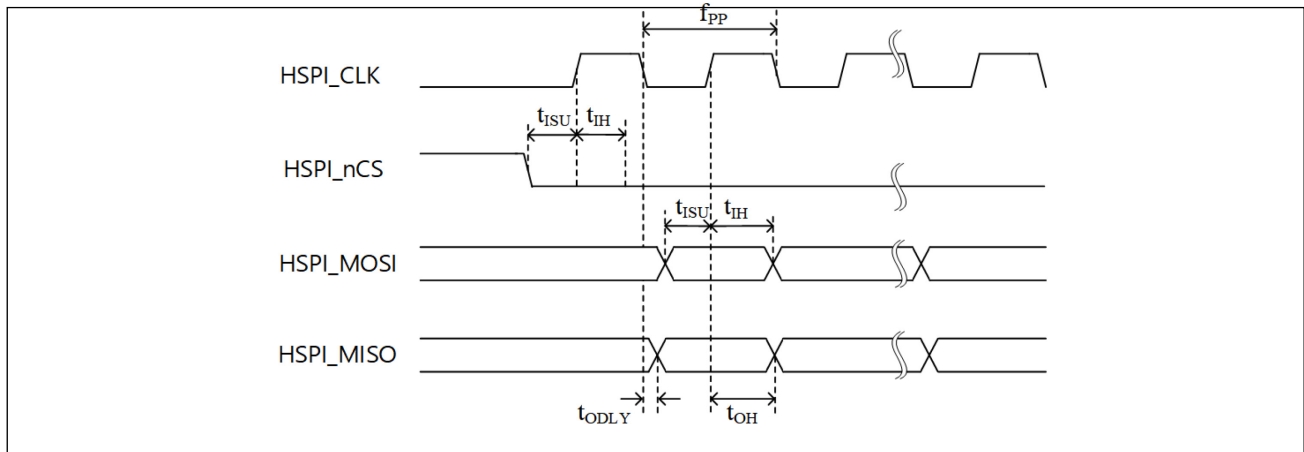 fPP
HSPI_CLK
tISU tIH
HSPI_nCS
tISU tIH
HSPI_MOSI
HSPI_MISO
tODLY tOH